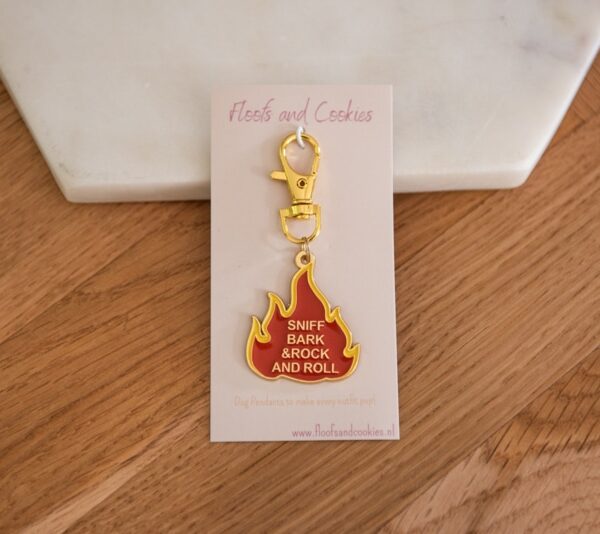 Floofs and Cookies
SNIFF
BARK
&ROCK
AND ROLL
Dog Pendants to make every outfit pop!
www.floofsandcookies.nl